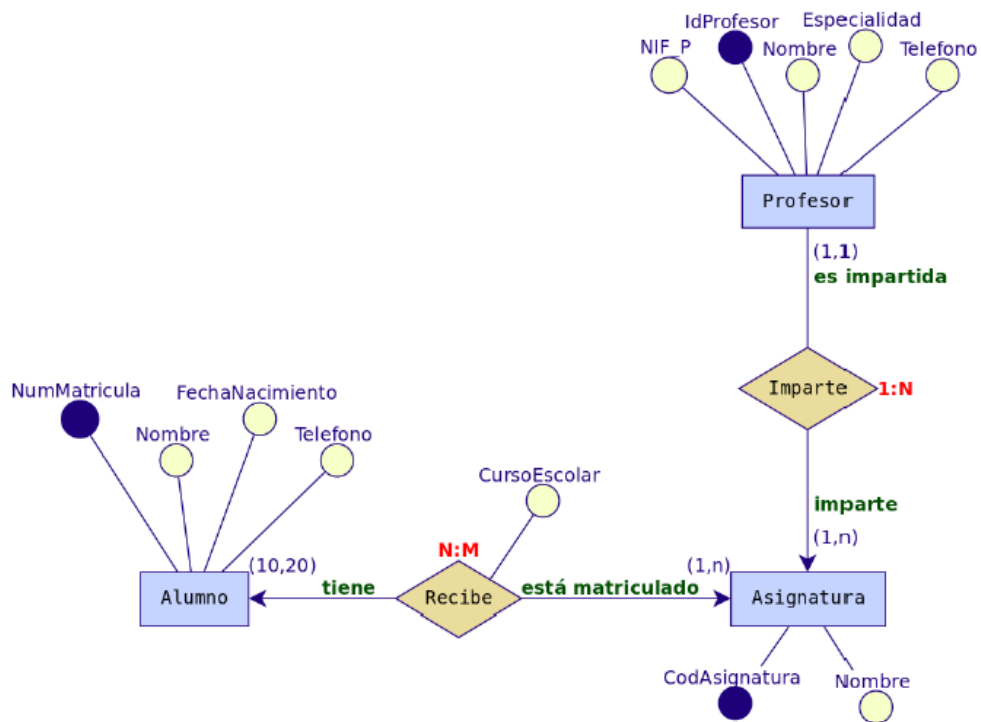 IdProfesor
Especialidad
NIF_P
Nombre
Telefono
Profesor
(1,1)
es impartida
Imparte
1:N
imparte
(1,n)
NumMatricula
FechaNacimiento
Nombre
Telefono
CursoEscolar
N:M
(10,20)
tiene
Alumno
Recibe
está matriculado
(1,n)
Asignatura
CodAsignatura
Nombre